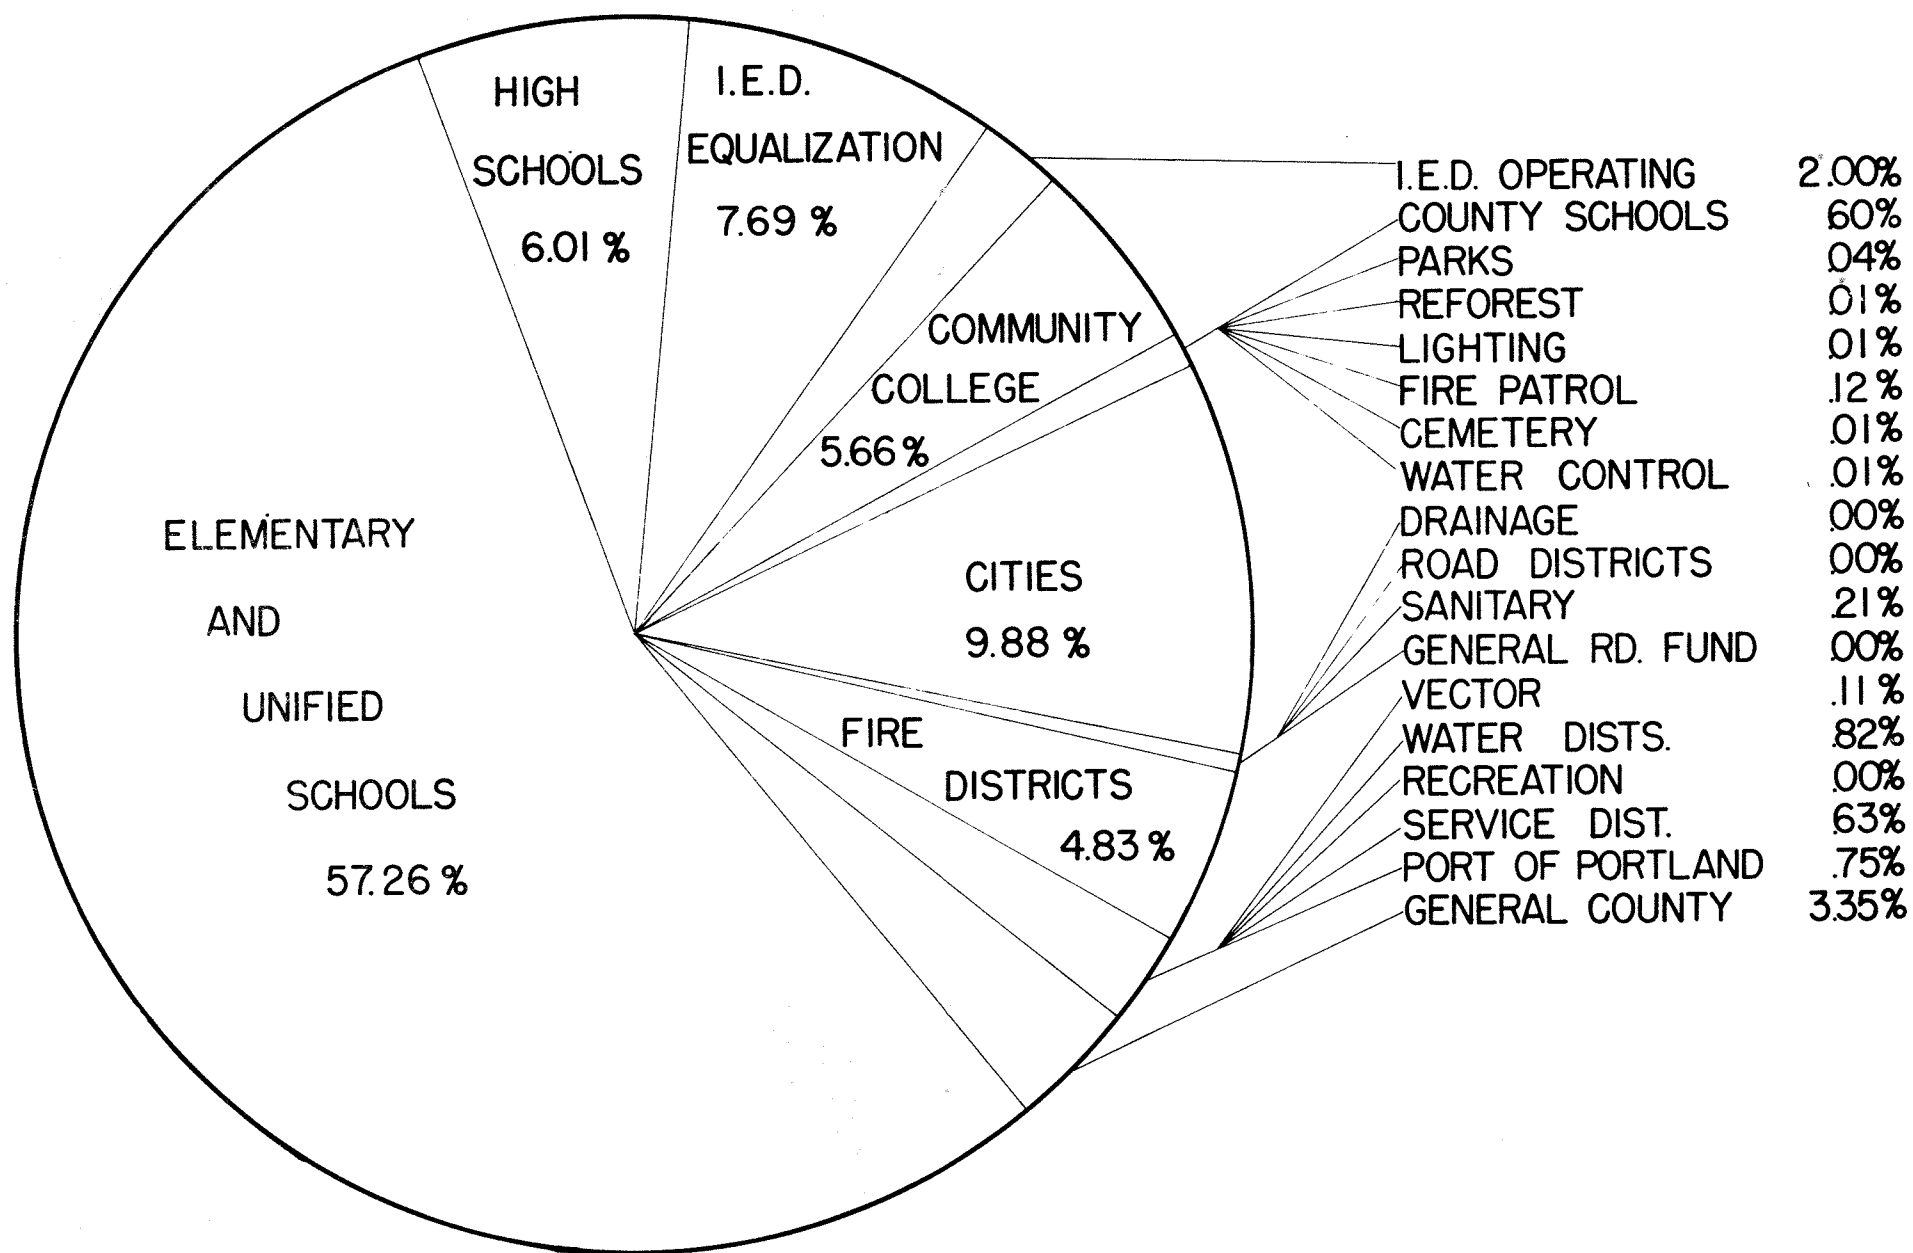 HIGH
SCHOOLS
6.01 %
I.E.D.
EQUALIZATION
7.69 %
COMMUNITY
COLLEGE
5.66 %
CITIES
9.88 %
FIRE
DISTRICTS
4.83 %
ELEMENTARY
AND
UNIFIED
SCHOOLS
57.26 %
I.E.D. OPERATING 2.00%
COUNTY SCHOOLS .60%
PARKS .04%
REFOREST .01%
LIGHTING .01%
FIRE PATROL .12%
CEMETERY .01%
WATER CONTROL .01%
DRAINAGE .00%
ROAD DISTRICTS .00%
SANITARY .21%
GENERAL RD. FUND .00%
VECTOR .11%
WATER DISTS. .82%
RECREATION .00%
SERVICE DIST. .63%
PORT OF PORTLAND .75%
GENERAL COUNTY 3.35%